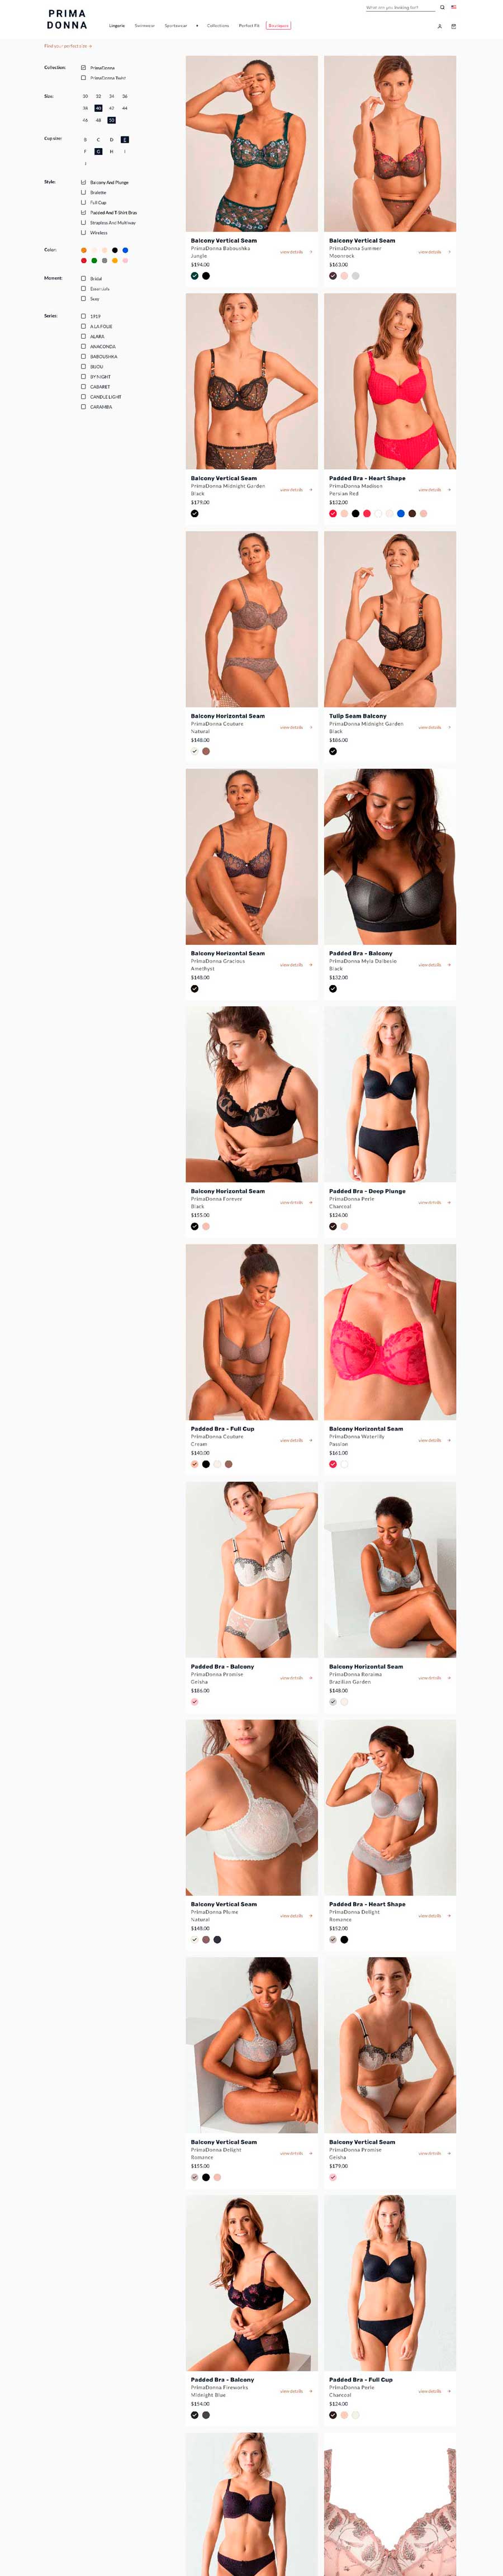 PRIMA
DONNA
What are you looking for?
Lingerie Swimwear Sportswear Collections Perfect Fit Boutiques
Find your perfect size
Collection:
PrimaDonna
PrimaDonna Twist
Size:
30 32 34 36
38 40 42 44
46 48 50
Cup size:
B C D E
F G H I
J
Style:
Balcony And Plunge
Bralette
Full Cup
Padded And T-Shirt Bras
Strapless And Multiway
Wireless
Color:
Moment:
Bridal
Essentials
Sexy
Series:
1919
A LA FOLIE
ALARA
ANACONDA
BABOUSHKA
BIJOU
BY NIGHT
CABARET
CANDLE LIGHT
CARAMBA
Balcony Vertical Seam
PrimaDonna Baboushka
Jungle
view details
$194.00
Balcony Vertical Seam
PrimaDonna Summer
Moonrock
view details
$163.00
Balcony Vertical Seam
PrimaDonna Midnight Garden
Black
view details
$179.00
Padded Bra - Heart Shape
PrimaDonna Madison
Persian Red
view details
$132.00
Balcony Horizontal Seam
PrimaDonna Couture
Natural
view details
$148.00
Tulip Seam Balcony
PrimaDonna Midnight Garden
Black
view details
$186.00
Balcony Horizontal Seam
PrimaDonna Gracious
Amethyst
view details
$148.00
Padded Bra - Balcony
PrimaDonna Myla Dalbesio
Black
view details
$132.00
Balcony Horizontal Seam
PrimaDonna Forever
Black
view details
$155.00
Padded Bra - Deep Plunge
PrimaDonna Perle
Charcoal
view details
$124.00
Padded Bra - Full Cup
PrimaDonna Couture
Cream
view details
$140.00
Balcony Horizontal Seam
PrimaDonna Waterlily
Passion
view details
$161.00
Padded Bra - Balcony
PrimaDonna Promise
Geisha
view details
$186.00
Balcony Horizontal Seam
PrimaDonna Boraima
Brazilian Garden
view details
$148.00
Balcony Vertical Seam
PrimaDonna Plume
Natural
view details
$148.00
Padded Bra - Heart Shape
PrimaDonna Delight
Romance
view details
$152.00
Balcony Vertical Seam
PrimaDonna Delight
Romance
view details
$155.00
Balcony Vertical Seam
PrimaDonna Promise
Geisha
view details
$179.00
Padded Bra - Balcony
PrimaDonna Fireworks
Midnight Blue
view details
$154.00
Padded Bra - Full Cup
PrimaDonna Perle
Charcoal
view details
$124.00